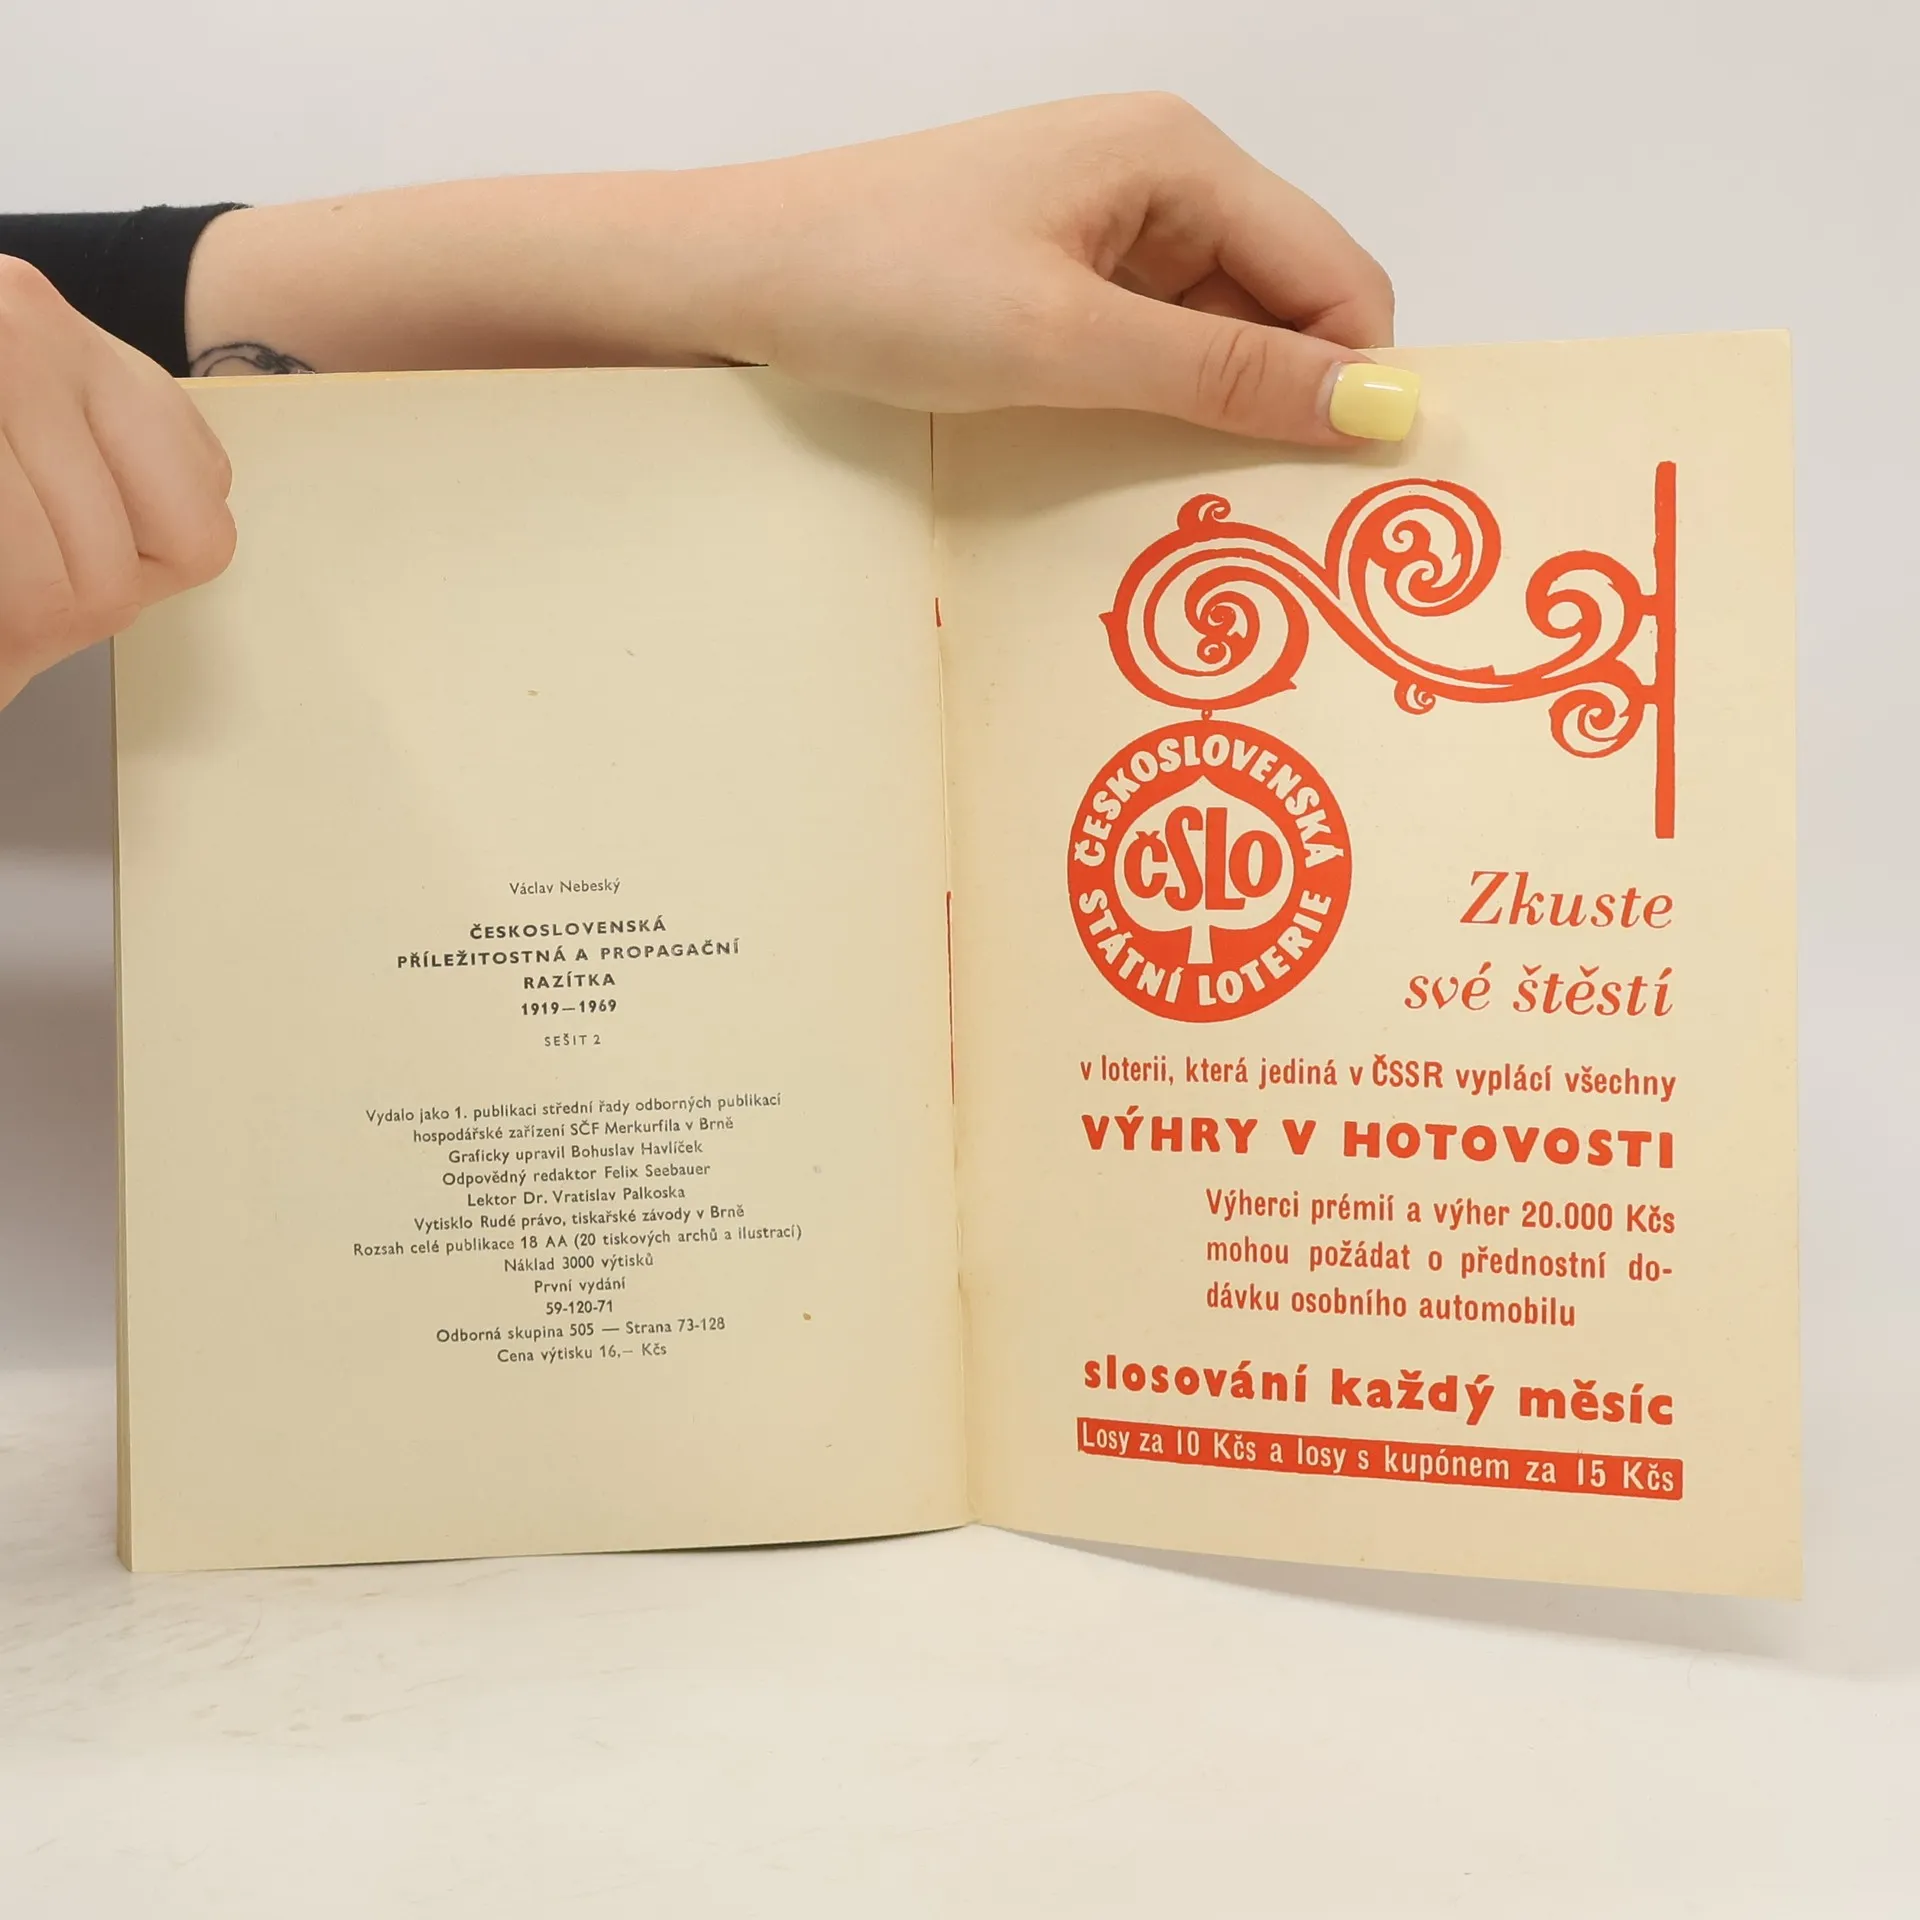 Václav Nebeský
ČESKOSLOVENSKÁ
PŘÍLEŽITOSTNÁ A PROPAGAČNÍ
RAZÍTKA
1919—1969
SEŠIT 2
Vydalo jako 1. publikaci střední řady odborných publikací
hospodářské zařízení SČF Merkurfila v Brně
Graficky upravil Bohuslav Havlíček
Odpovědný redaktor Felix Seebauer
Lektor Dr. Vratislav Palkoska
Vytisklo Rudé právo, tiskařské závody v Brně
Rozsah celé publikace 18 AA (20 tiskových archů a ilustrací)
Náklad 3000 výtisků
První vydání
59-120-71
Odborná skupina 505 — Strana 73-128
Cena výtisku 16,— Kčs
ČESKOSLOVENSKÁ
STÁTNÍ LOTERIE
ČSLO
Zkuste
své štěstí
v loterii, která jediná v ČSSR vyplácí všechny
VÝHRY V HOTOVOSTI
Výherci prémií a výher 20.000 Kčs
mohou požádat o přednostní do-
dávku osobního automobilu
slosování každý měsíc
Losy za 10 Kčs a losy s kupónem za 15 Kčs